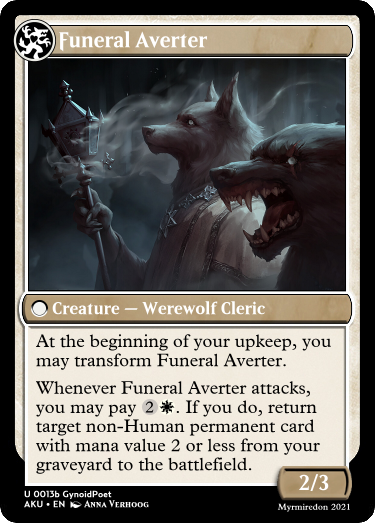 Funeral Averter
Creature — Werewolf Cleric
At the beginning of your upkeep, you
may transform Funeral Averter.
Whenever Funeral Averter attacks,
you may pay 2. If you do, return
target non-Human permanent card
with mana value 2 or less from your
graveyard to the battlefield.
2/3
U 0013b GynoidPoet
AKU • EN Anna Verhoog
Myrmiredon 2021